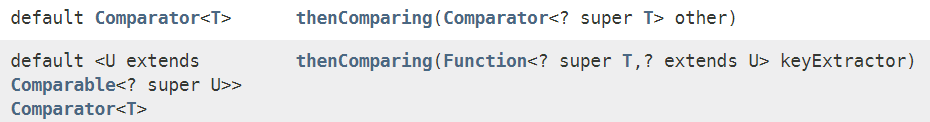 default Comparator<T> thenComparing(Comparator<? super T> other)
default <U extends thenComparing(Function<? super T,? extends U> keyExtractor)
Comparable<? super U>>
Comparator<T>